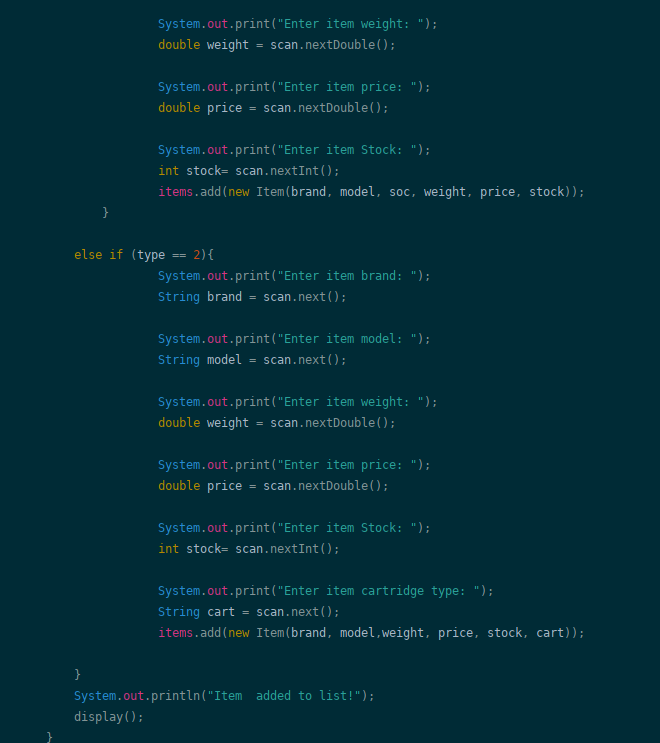 System.out.print("Enter item weight: ");
double weight = scan.nextDouble();
System.out.print("Enter item price: ");
double price = scan.nextDouble();
System.out.print("Enter item Stock: ");
int stock= scan.nextInt();
items.add(new Item(brand, model, soc, weight, price, stock));
}
else if (type == 2){
System.out.print("Enter item brand: ");
String brand = scan.next();
System.out.print("Enter item model: ");
String model = scan.next();
System.out.print("Enter item weight: ");
double weight = scan.nextDouble();
System.out.print("Enter item price: ");
double price = scan.nextDouble();
System.out.print("Enter item Stock: ");
int stock= scan.nextInt();
System.out.print("Enter item cartridge type: ");
String cart = scan.next();
items.add(new Item(brand, model,weight, price, stock, cart));
}
System.out.println("Item  added to list!");
display();
}